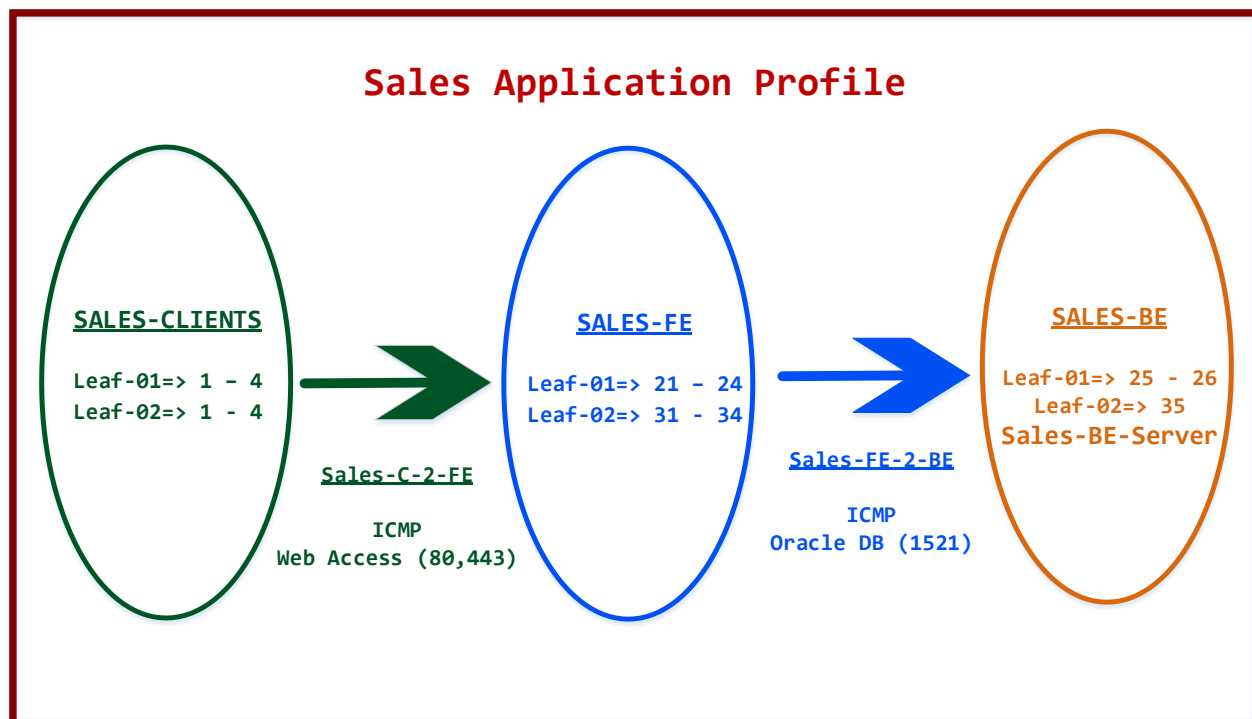 Sales Application Profile
SALES-CLIENTS
Leaf-01=> 1 – 4
Leaf-02=> 1 - 4
Sales-C-2-FE
ICMP
Web Access (80,443)
SALES-FE
Leaf-01=> 21 – 24
Leaf-02=> 31 - 34
Sales-FE-2-BE
ICMP
Oracle DB (1521)
SALES-BE
Leaf-01=> 25 - 26
Leaf-02=> 35
Sales-BE-Server